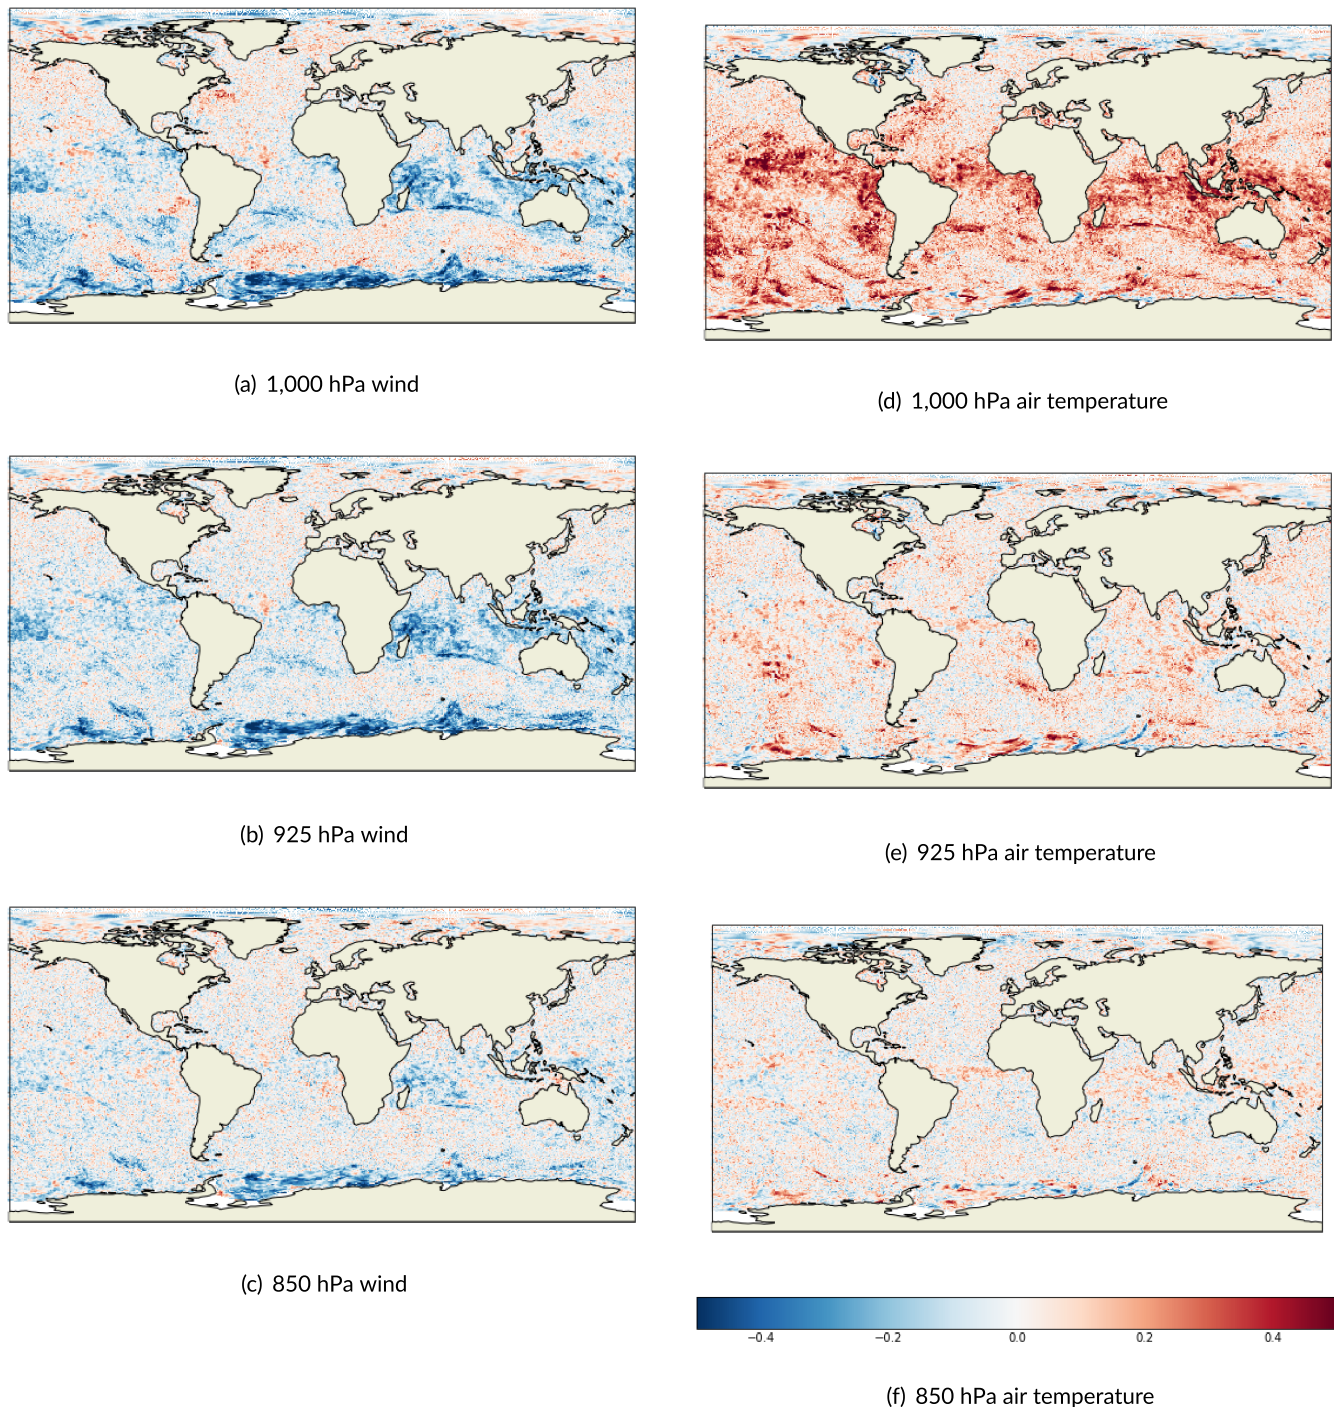 (a) 1,000 hPa wind
(d) 1,000 hPa air temperature
(b) 925 hPa wind
(e) 925 hPa air temperature
(c) 850 hPa wind
−0.4 −0.2 0.0 0.2 0.4
(f) 850 hPa air temperature